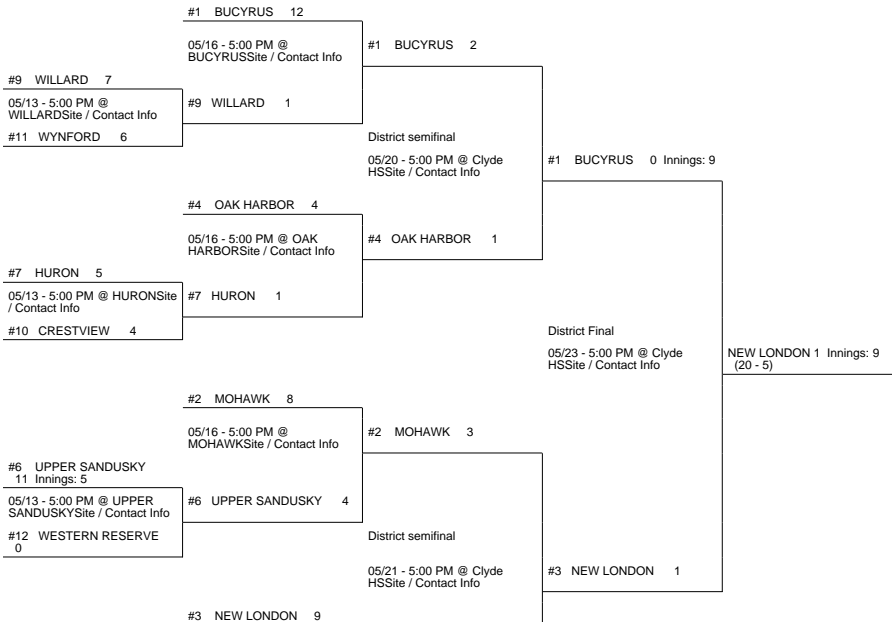 #1 BUCYRUS 12
05/16 - 5:00 PM @
BUCYRUSSite / Contact Info
#1 BUCYRUS 2
#9 WILLARD 7
05/13 - 5:00 PM @
WILLARDSite / Contact Info
#9 WILLARD 1
#11 WYNFORD 6
District semifinal
05/20 - 5:00 PM @ Clyde
HSSite / Contact Info
#1 BUCYRUS 0 Innings: 9
#4 OAK HARBOR 4
05/16 - 5:00 PM @ OAK
HARBORSite / Contact Info
#4 OAK HARBOR 1
#7 HURON 5
05/13 - 5:00 PM @ HURONSite
/ Contact Info
#7 HURON 1
#10 CRESTVIEW 4
District Final
05/23 - 5:00 PM @ Clyde
HSSite / Contact Info
NEW LONDON 1 Innings: 9
(20 - 5)
#2 MOHAWK 8
05/16 - 5:00 PM @
MOHAWKSite / Contact Info
#2 MOHAWK 3
#6 UPPER SANDUSKY
11 Innings: 5
05/13 - 5:00 PM @ UPPER
SANDUSKYSite / Contact Info
#6 UPPER SANDUSKY 4
#12 WESTERN RESERVE
0
District semifinal
05/21 - 5:00 PM @ Clyde
HSSite / Contact Info
#3 NEW LONDON 1
#3 NEW LONDON 9